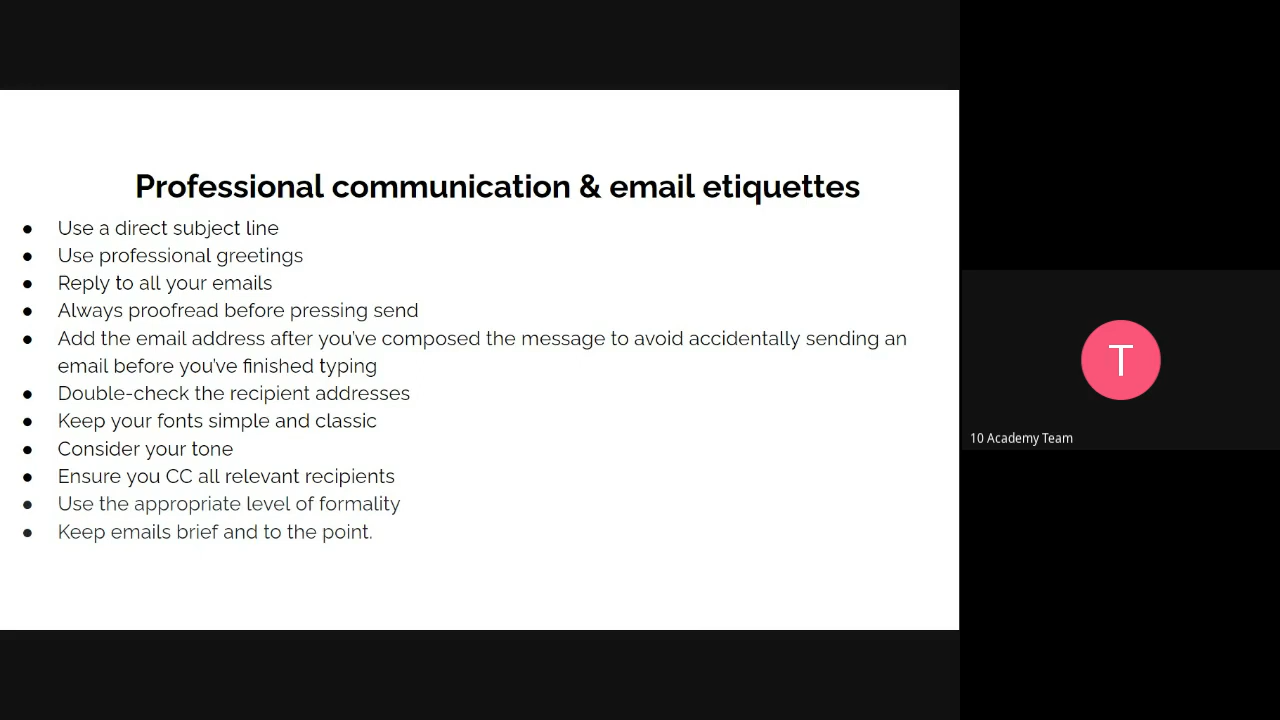 Professional communication & email etiquettes
● Use a direct subject line
● Use professional greetings
● Reply to all your emails
● Always proofread before pressing send
● Add the email address after you've composed the message to avoid accidentally sending an
email before you've finished typing
● Double-check the recipient addresses
● Keep your fonts simple and classic
● Consider your tone
● Ensure you CC all relevant recipients
● Use the appropriate level of formality
● Keep emails brief and to the point.
T
10 Academy Team